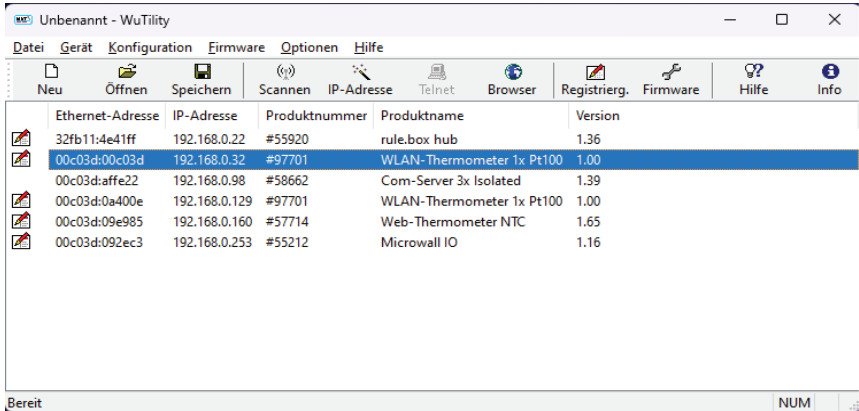 Unbenannt - WuTility
Datei Gerät Konfiguration Firmware Optionen Hilfe
Neu Öffnen Speichern Scannen IP-Adresse Telnet Browser Registrierg. Firmware Hilfe Info
Ethernet-Adresse IP-Adresse Produktnummer Produktname Version
32fb11:4e41ff 192.168.0.22 #55920 rule.box hub 1.36
00c03d:00c03d 192.168.0.32 #97701 WLAN-Thermometer 1x Pt100 1.00
00c03d:affe22 192.168.0.98 #58662 Com-Server 3x Isolated 1.39
00c03d:0a400e 192.168.0.129 #97701 WLAN-Thermometer 1x Pt100 1.00
00c03d:09e985 192.168.0.160 #57714 Web-Thermometer NTC 1.65
00c03d:092ec3 192.168.0.253 #55212 Microwall IO 1.16
Bereit NUM